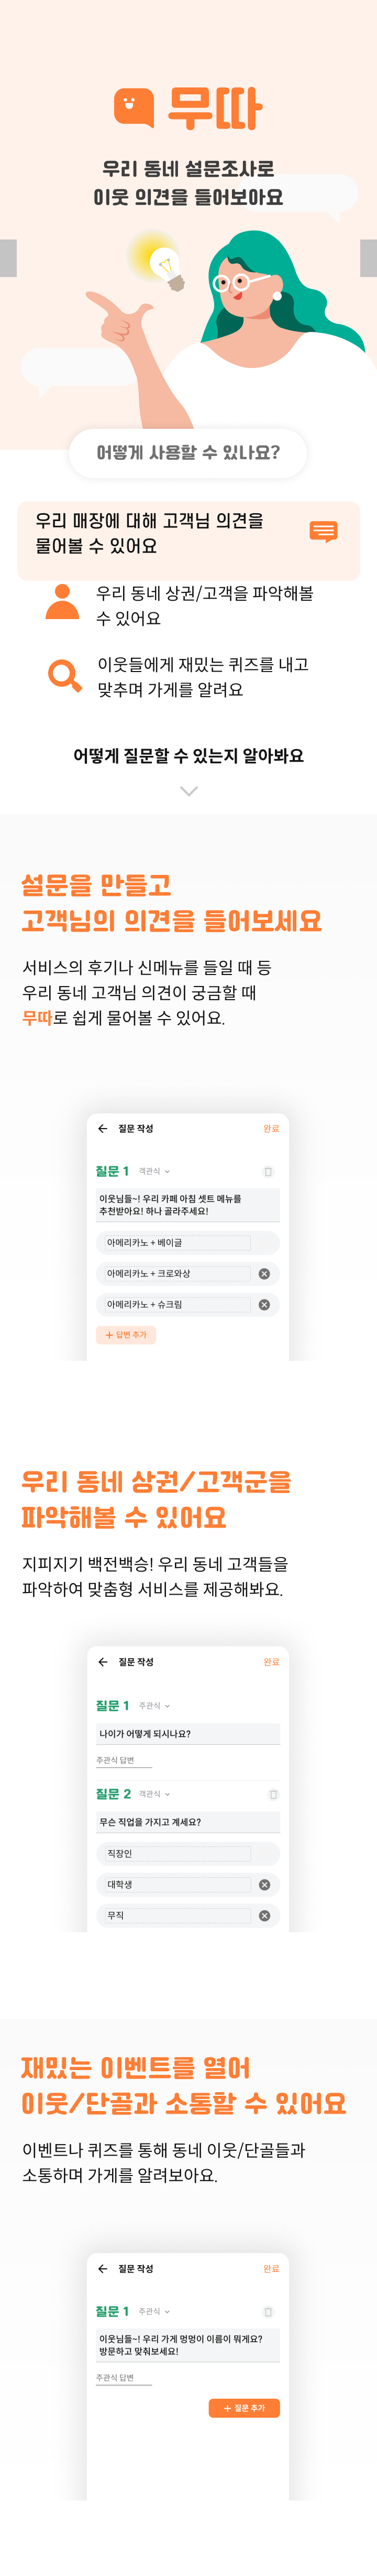 무따
우리 동네 설문조사로
이웃 의견을 들어보아요
어떻게 사용할 수 있나요?
우리 매장에 대해 고객님 의견을
물어볼 수 있어요
우리 동네 상권/고객을 파악해볼
수 있어요
이웃들에게 재밌는 퀴즈를 내고
맞추며 가게를 알려요
어떻게 질문할 수 있는지 알아봐요
설문을 만들고
고객님의 의견을 들어보세요
서비스의 후기나 신메뉴를 들일 때 등
우리 동네 고객님 의견이 궁금할 때
무따로 쉽게 물어볼 수 있어요.
질문 작성 완료
질문 1 객관식
이웃님들~! 우리 카페 아침 셋트 메뉴를
추천받아요! 하나 골라주세요!
아메리카노 + 베이글
아메리카노 + 크로와상
아메리카노 + 슈크림
+ 답변 추가
우리 동네 상권/고객군을
파악해볼 수 있어요
지피지기 백전백승! 우리 동네 고객들을
파악하여 맞춤형 서비스를 제공해봐요.
질문 작성 완료
질문 1 주관식
나이가 어떻게 되시나요?
주관식 답변
질문 2 객관식
무슨 직업을 가지고 계세요?
직장인
대학생
무직
재밌는 이벤트를 열어
이웃/단골과 소통할 수 있어요
이벤트나 퀴즈를 통해 동네 이웃/단골들과
소통하며 가게를 알려보아요.
질문 작성 완료
질문 1 주관식
이웃님들~! 우리 가게 멍멍이 이름이 뭐게요?
방문하고 맞춰보세요!
주관식 답변
+ 질문 추가